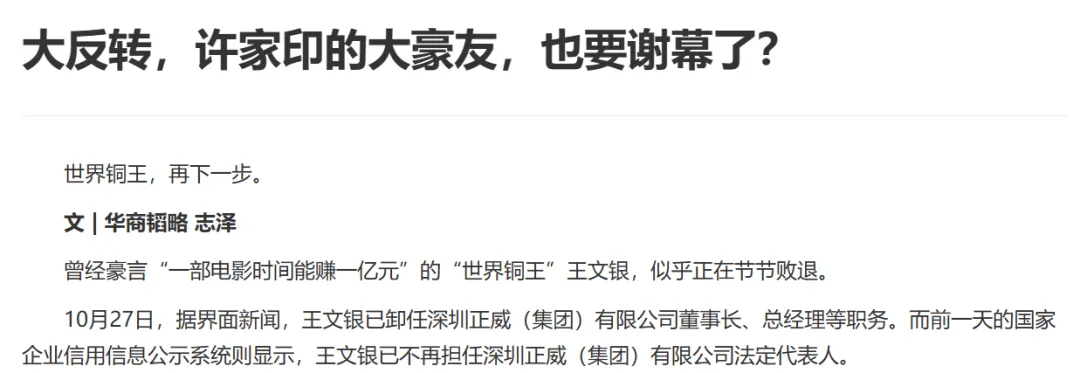 大反转，许家印的大豪友，也要谢幕了？
世界铜王，再下一步。
文 | 华商韬略 志泽
曾经豪言“一部电影时间能赚一亿元”的“世界铜王”王文银，似乎正在节节败退。
10月27日，据界面新闻，王文银已卸任深圳正威（集团）有限公司董事长、总经理等职务。而前一天的国家
企业信用信息公示系统则显示，王文银已不再担任深圳正威（集团）有限公司法定代表人。